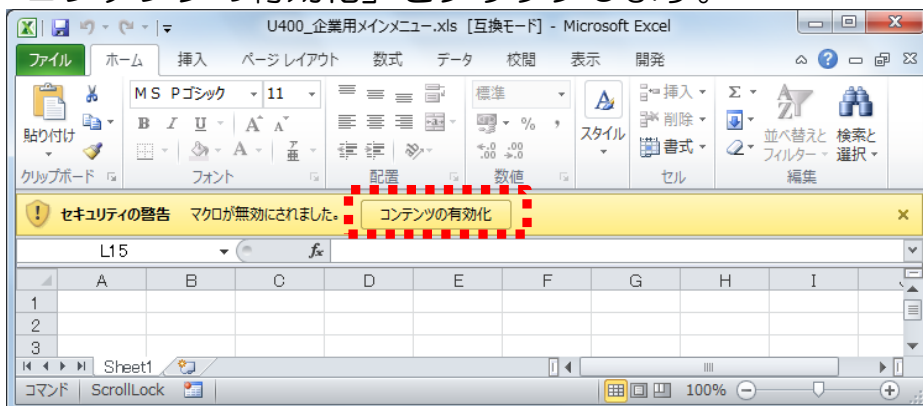 U400_企業用メインメニュー.xls [互換モード] - Microsoft Excel
ファイル ホーム 挿入 ページ レイアウト 数式 データ 校閲 表示 開発
ＭＳ Ｐゴシック 11 標準 挿入 Σ
B I U A A % , 削除
貼り付け スタイル 並べ替えと フィルター 検索と 選択
A 亜 .0 .00 .00 .0 書式
クリップボード フォント 配置 数値 セル 編集
セキュリティの警告 マクロが無効にされました。 コンテンツの有効化
L15 fx
A B C D E F G H I
1
2
3
Sheet1
コマンド ScrollLock 100%